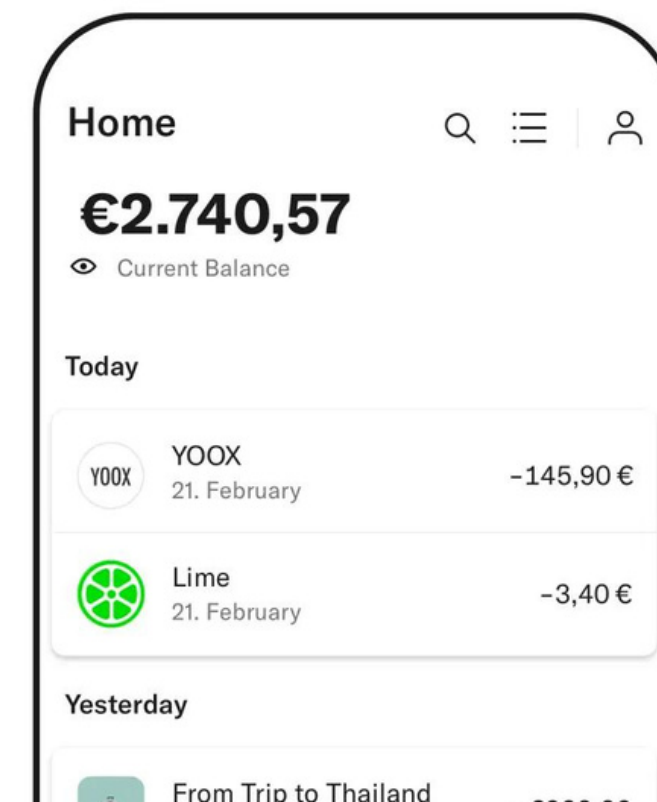 Home
€2.740,57
Current Balance
Today
YOOX
YOOX
21. February
-145,90 €
Lime
21. February
-3,40 €
Yesterday
From Trip to Thailand